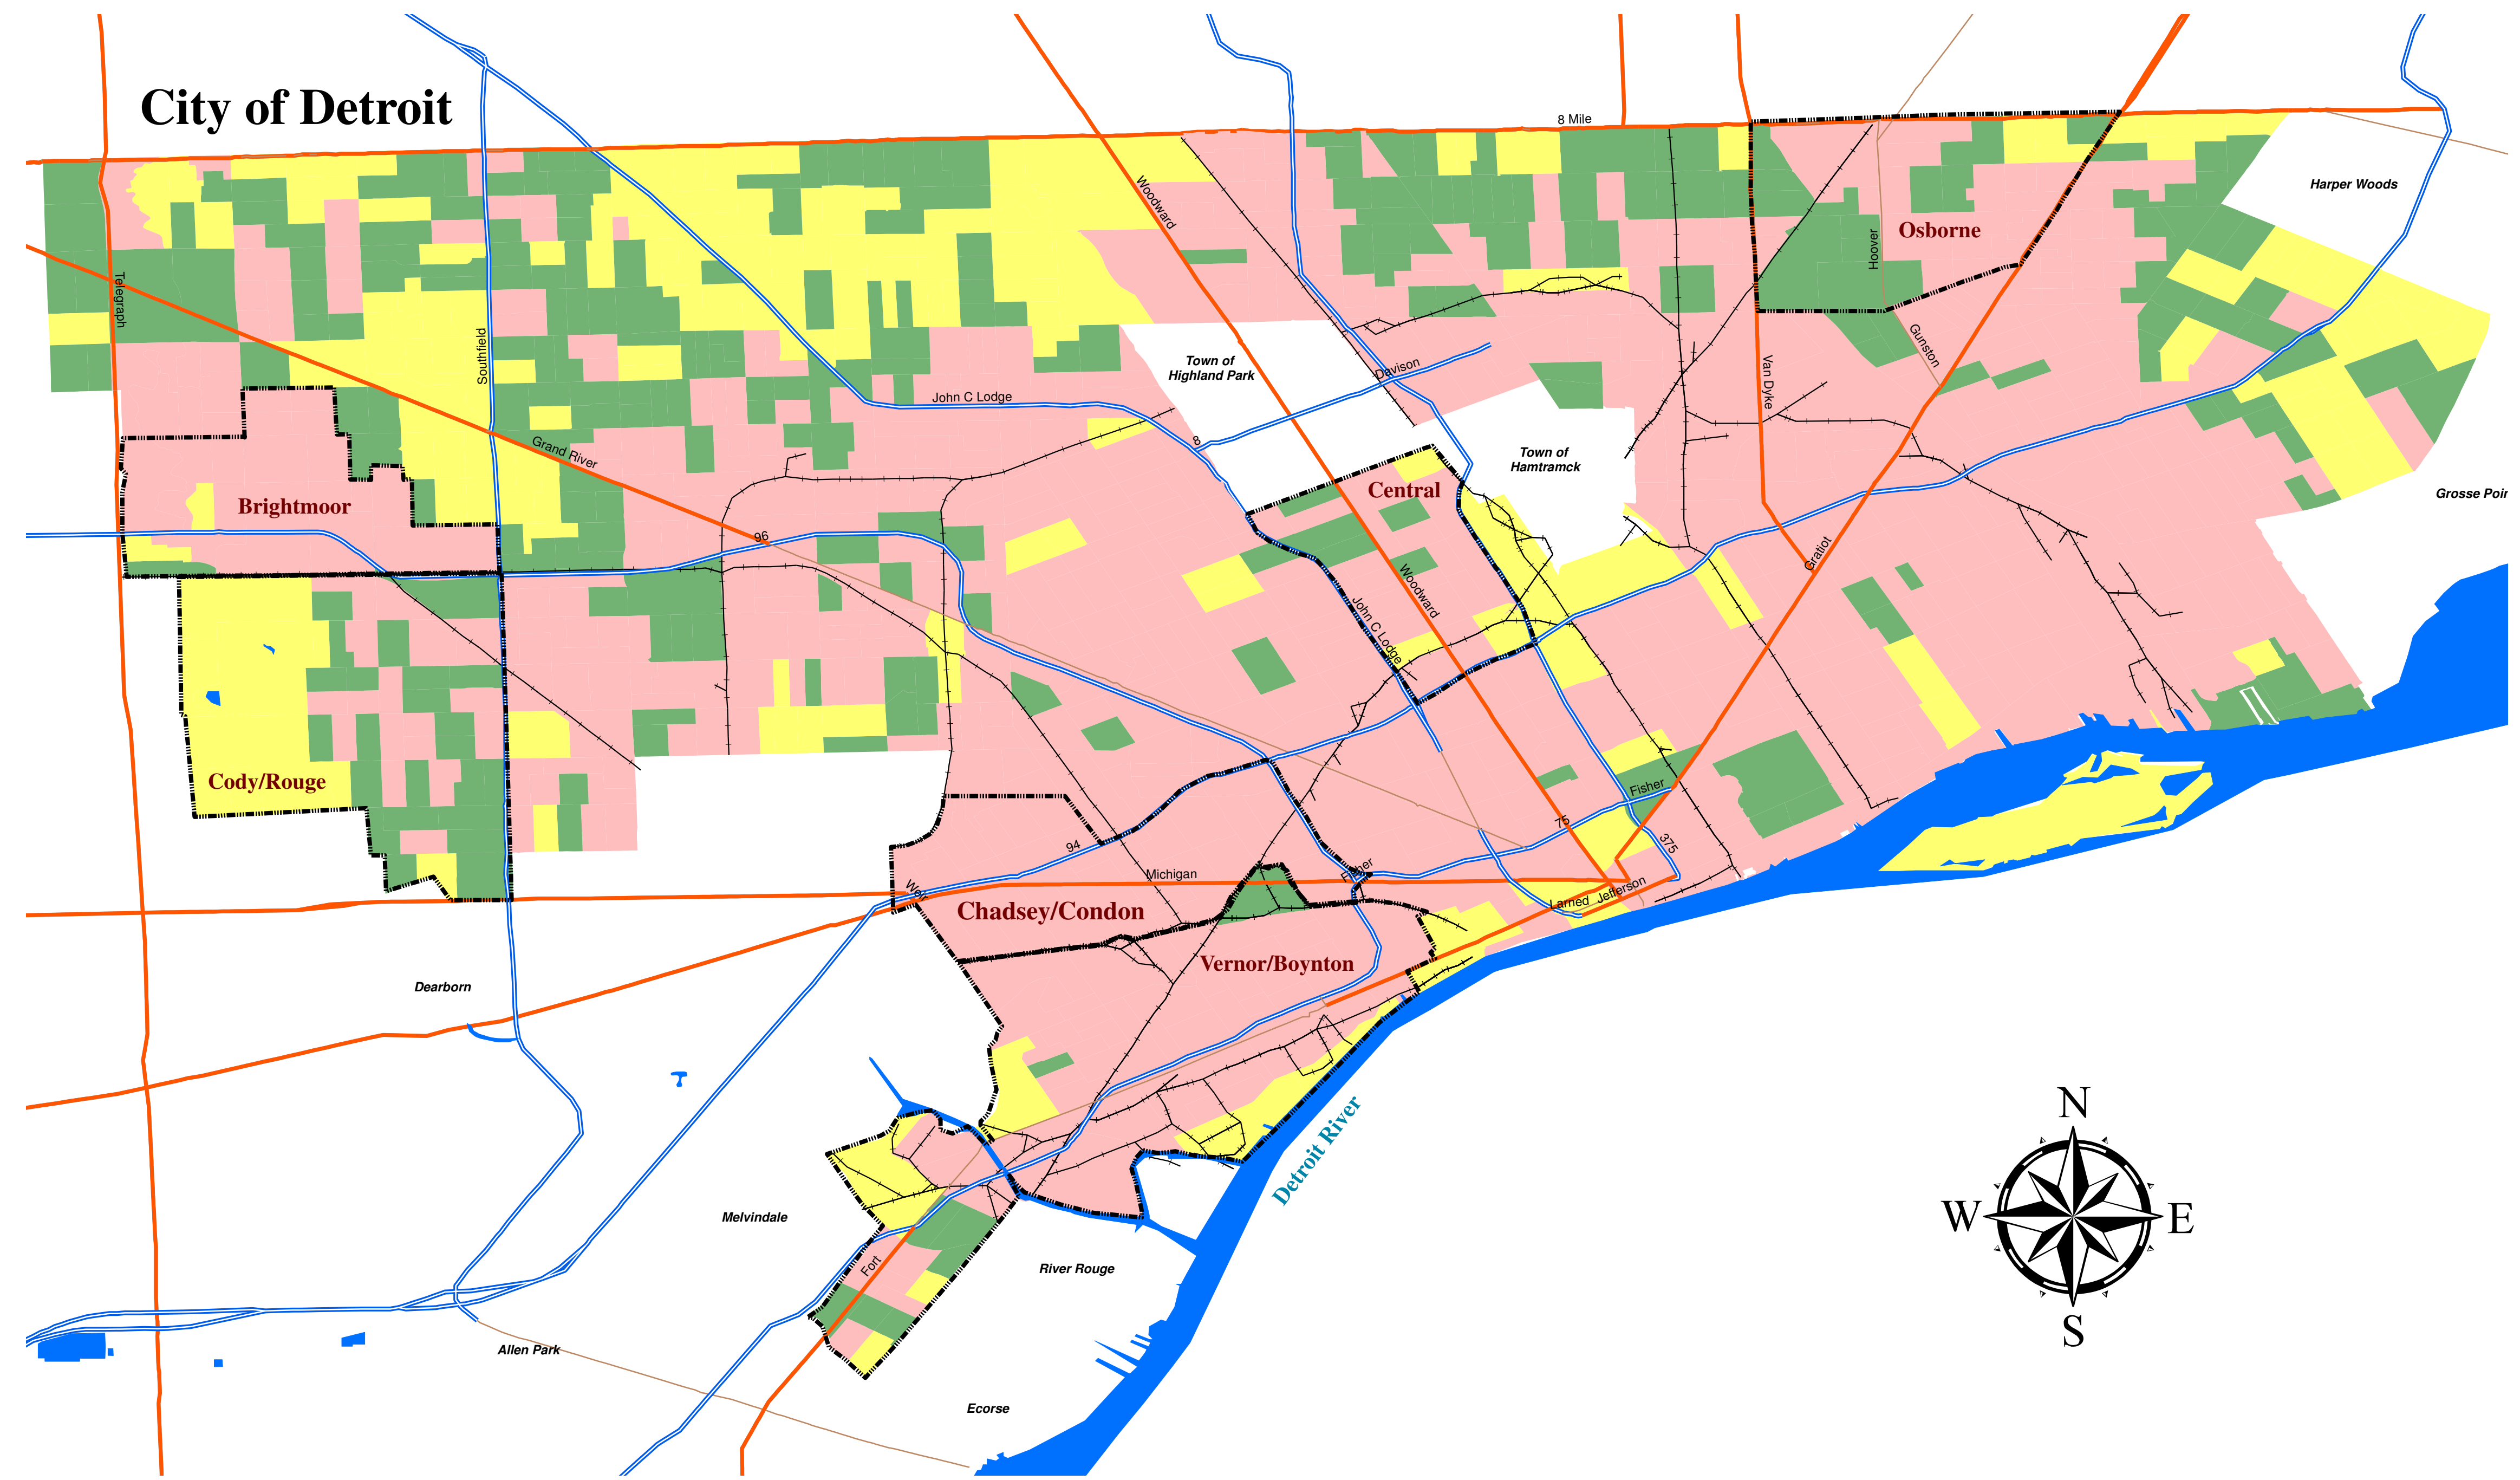 City of Detroit
8 Mile
Harper Woods
Woodward
Hoover
Osborne
Telegraph
Southfield
Gunston
Town of
Highland Park
Davison
Van Dyke
John C Lodge
8
Grand River
Town of
Hamtramck
Central
Grosse Poin
Brightmoor
96
Gratiot
Woodward
John C Lodge
Cody/Rouge
Fisher
75
375
94
Michigan
Fisher
Larned
Jefferson
Chadsey/Condon
Vernor/Boynton
Dearborn
Detroit River
N
W
E
S
Melvindale
Fort
River Rouge
Allen Park
Ecorse